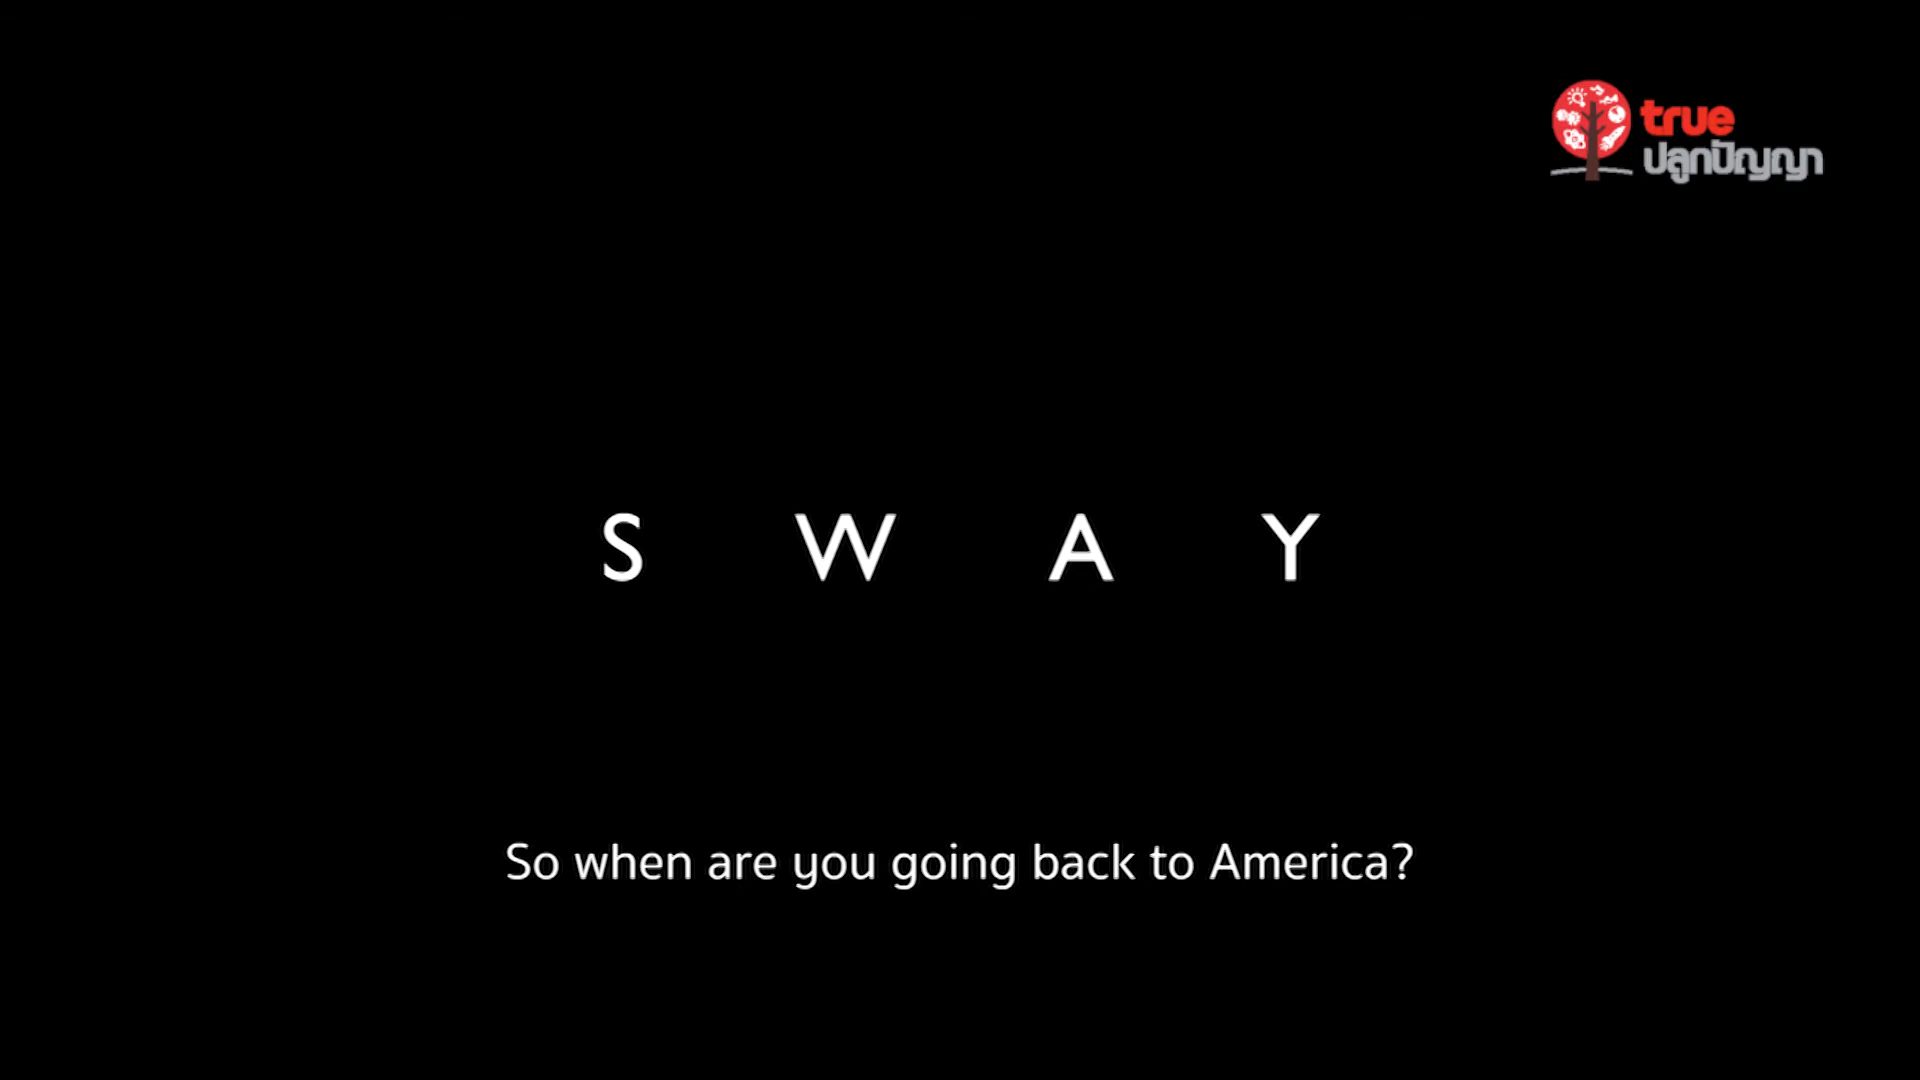 true
ปลูกปัญญา
S W A Y
So when are you going back to America?